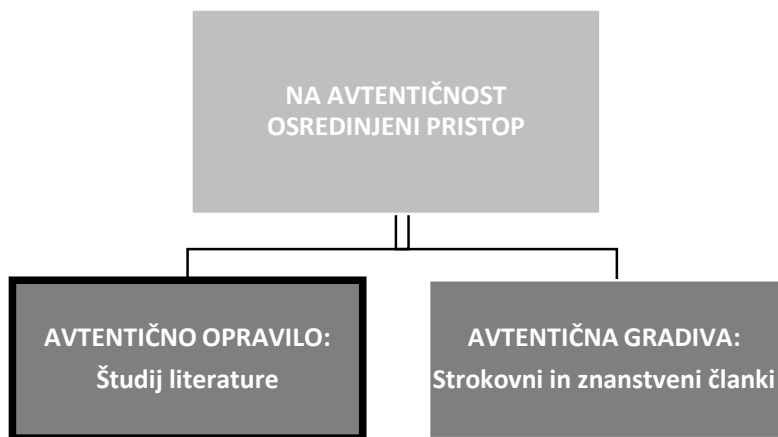 NA AVTENTIČNOST
OSREDINJENI PRISTOP
AVTENTIČNO OPRAVILO:
Študij literature
AVTENTIČNA GRADIVA:
Strokovni in znanstveni članki